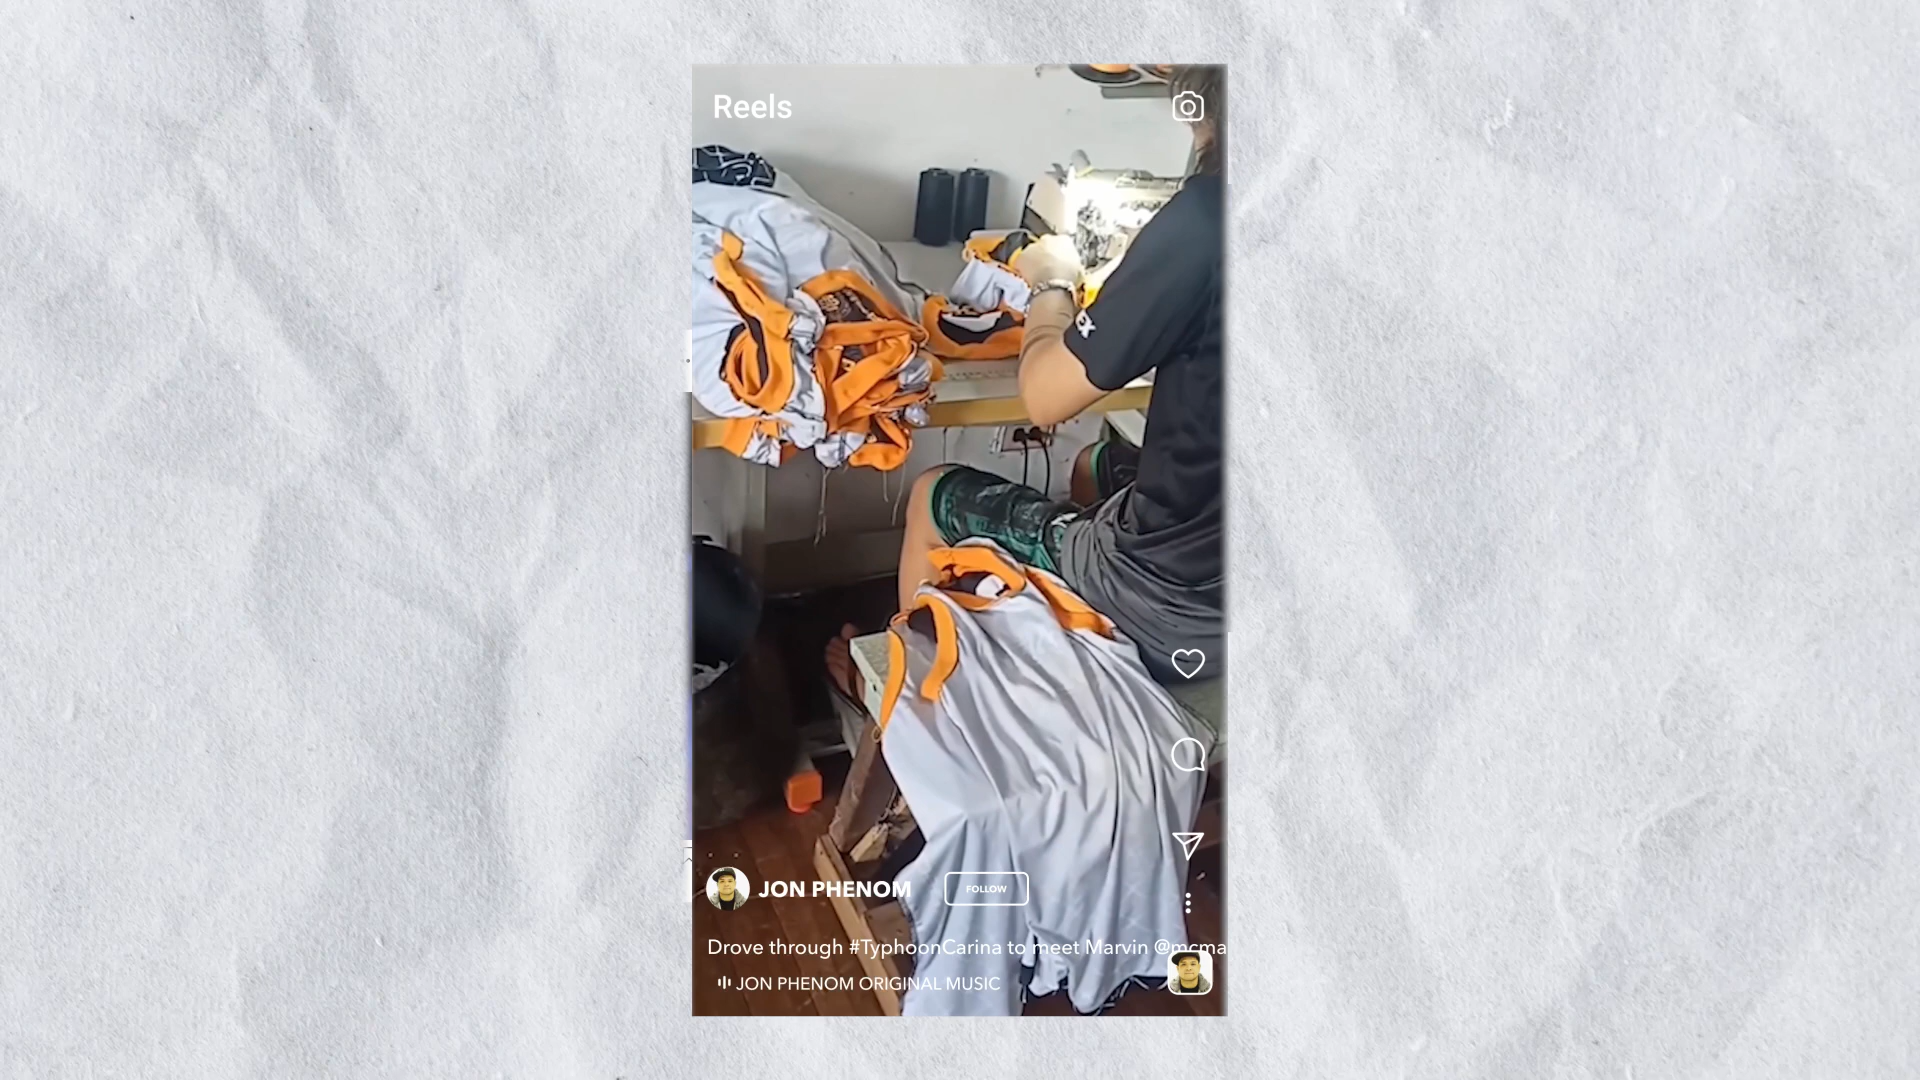 Reels
JON PHENOM
FOLLOW
Drove through #TyphoonCarina to meet Marvin @mcma
JON PHENOM ORIGINAL MUSIC